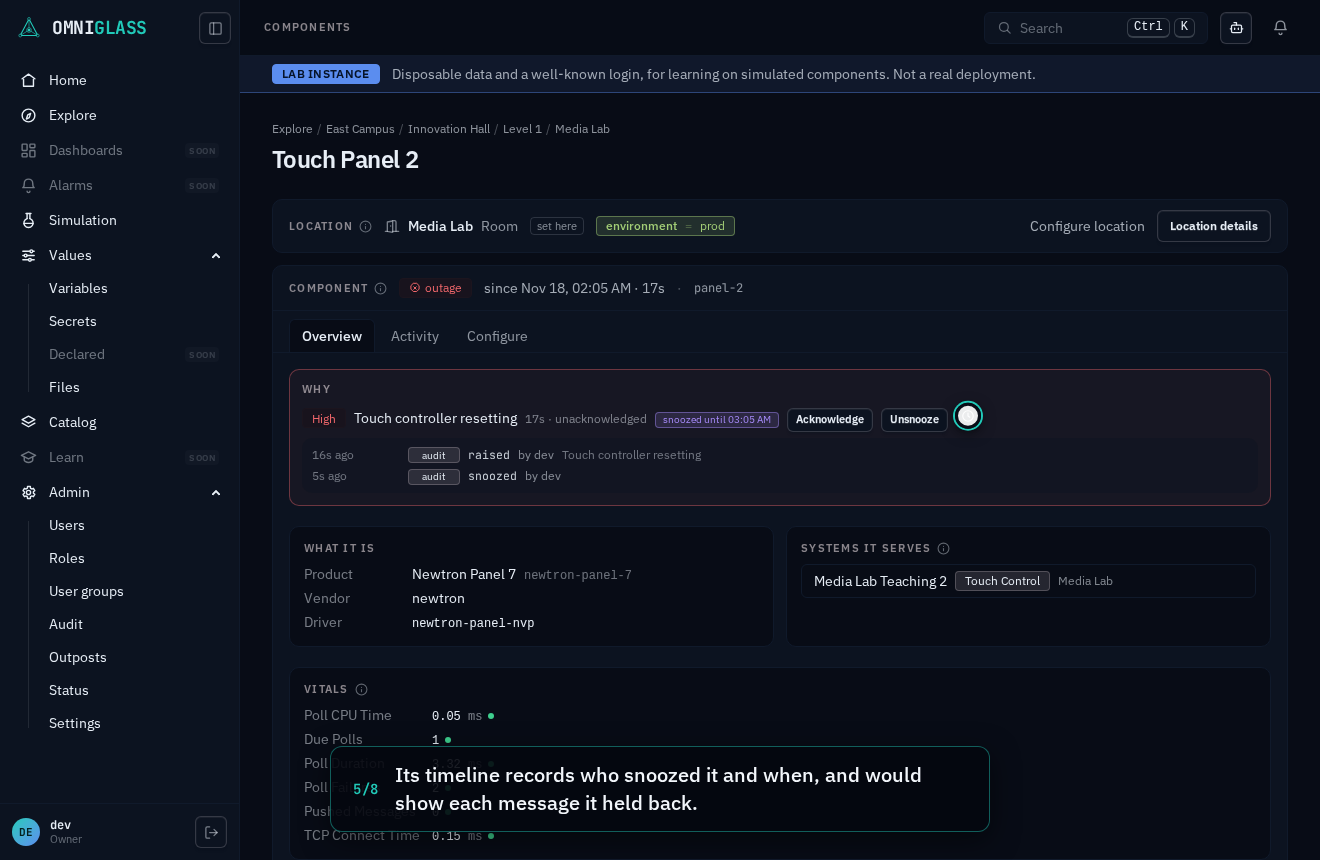 OMNIGLASS
COMPONENTS
Search
Ctrl K
Home
Explore
Dashboards SOON
Alarms SOON
Simulation
Values
Variables
Secrets
Declared SOON
Files
Catalog
Learn SOON
Admin
Users
Roles
User groups
Audit
Outposts
Status
Settings
DE
dev
Owner
LAB INSTANCE Disposable data and a well-known login, for learning on simulated components. Not a real deployment.
Explore / East Campus / Innovation Hall / Level 1 / Media Lab
Touch Panel 2
LOCATION Media Lab Room set here environment = prod Configure location Location details
COMPONENT outage since Nov 18, 02:05 AM · 17s · panel-2
Overview Activity Configure
WHY
High Touch controller resetting 17s · unacknowledged snoozed until 03:05 AM Acknowledge Unsnooze
16s ago audit raised by dev Touch controller resetting
5s ago audit snoozed by dev
WHAT IT IS
Product Newtron Panel 7 newtron-panel-7
Vendor newtron
Driver newtron-panel-nvp
SYSTEMS IT SERVES
Media Lab Teaching 2 Touch Control Media Lab
VITALS
Poll CPU Time 0.05 ms
Due Polls 1
Poll Duration 3.32 ms
Poll 2
Pushed Messages
TCP Connect Time 0.15 ms
5/8 Its timeline records who snoozed it and when, and would
show each message it held back.